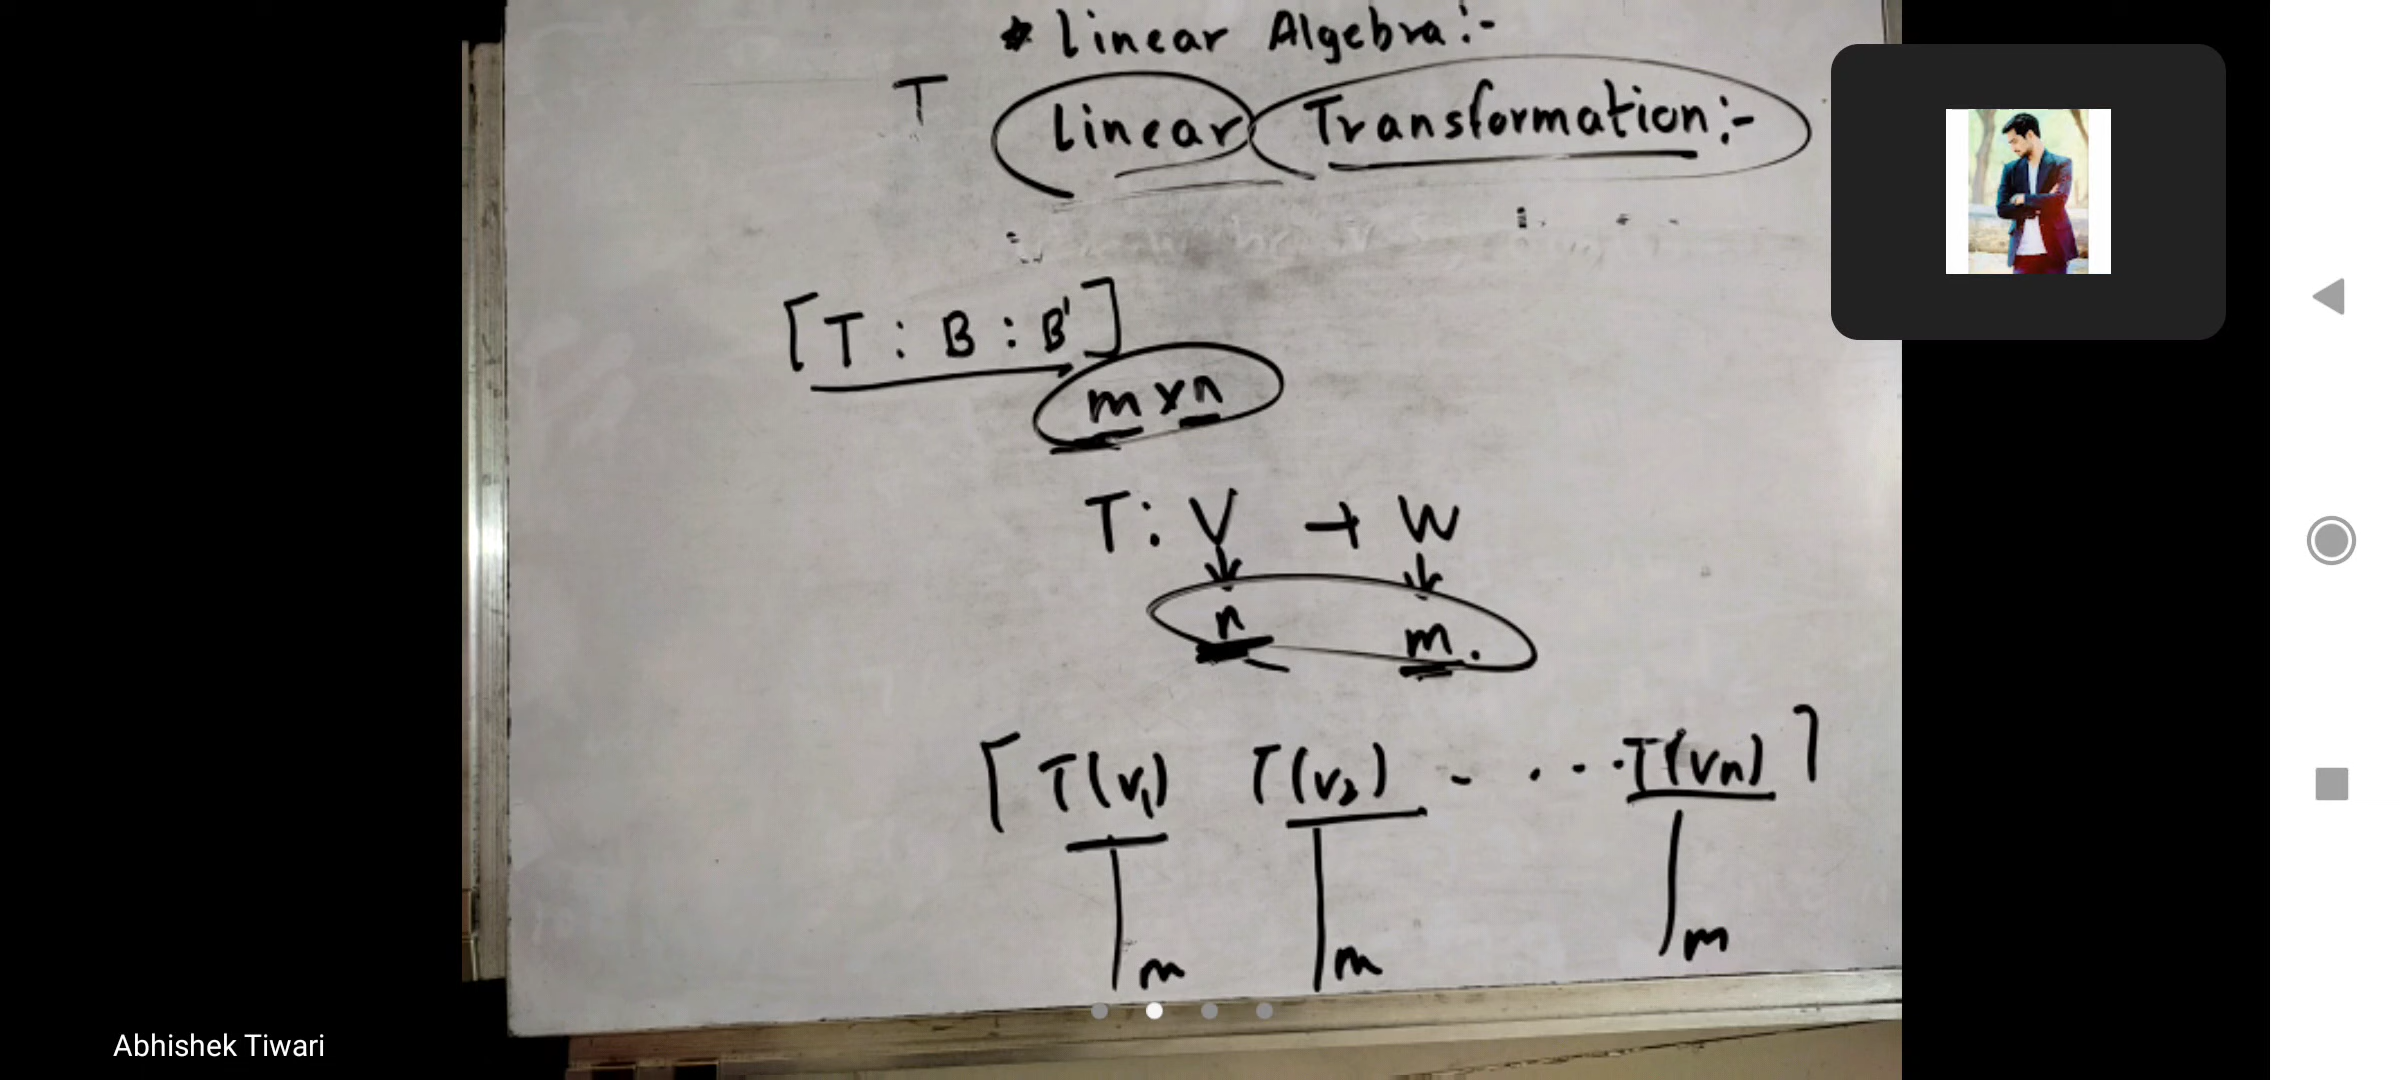 * Linear Algebra:-
T Linear Transformation:-
[T : B : B']
m x n
T: V → W
n m.
[ T(v₁) T(v₂) - . . . T(vn) ]
m m m
Abhishek Tiwari